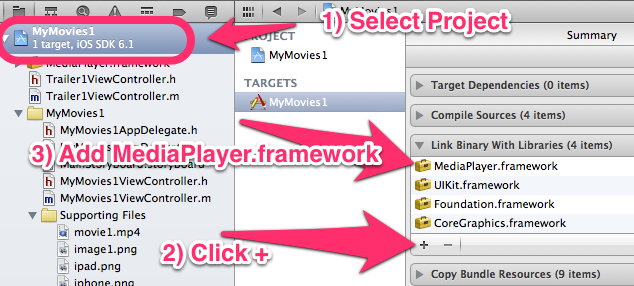 MyMovies1
1) Select Project
MyMovies1
1 target, iOS SDK 6.1
PROJECT
Summary
MediaPlayer.framework
MyMovies1
Trailer1ViewController.h
Target Dependencies (0 items)
Trailer1ViewController.m
TARGETS
MyMovies1
MyMovies1
Compile Sources (4 items)
MyMovies1AppDelegate.h
Link Binary With Libraries (4 items)
3) Add MediaPlayer.framework
MediaPlayer.framework
MainStoryboard.storyboard
MyMovies1ViewController.h
UIKit.framework
MyMovies1ViewController.m
Foundation.framework
Supporting Files
CoreGraphics.framework
movie1.mp4
image1.png
2) Click +
+ −
ipad.png
Copy Bundle Resources (9 items)
iphone.png